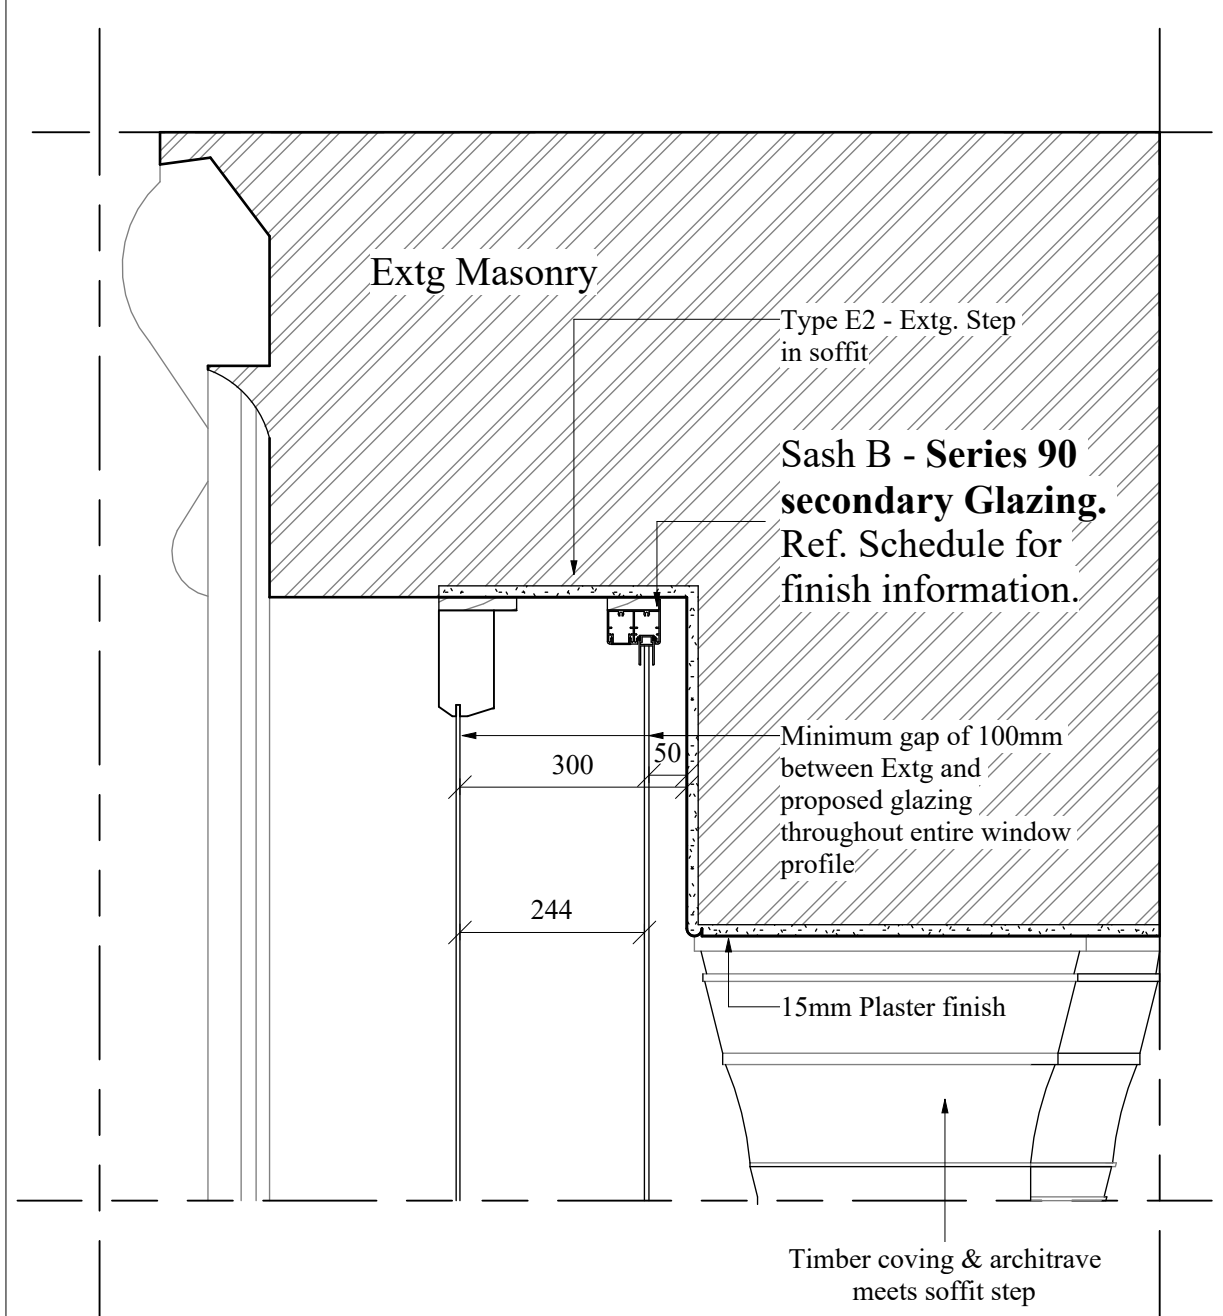 Extg Masonry
Type E2 - Extg. Step
in soffit
Sash B - Series 90
secondary Glazing.
Ref. Schedule for
finish information.
Minimum gap of 100mm
between Extg and
proposed glazing
throughout entire window
profile
50
300
244
15mm Plaster finish
Timber coving & architrave
meets soffit step